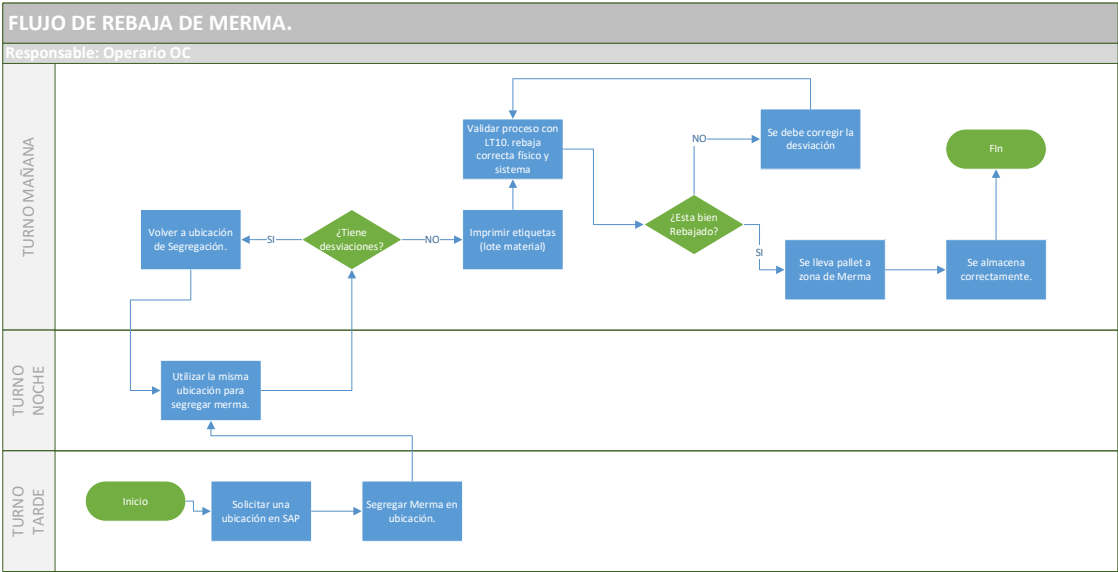 FLUJO DE REBAJA DE MERMA.
Responsable: Operario OC
TURNO MAÑANA
Validar proceso con
LT10. rebaja
correcta físico y
sistema
NO
Se debe corregir la
desviación
FIn
Volver a ubicación
de Segregación.
SI
¿Tiene
desviaciones?
NO
Imprimir etiquetas
(lote material)
¿Esta bien
Rebajado?
SI
Se lleva pallet a
zona de Merma
Se almacena
correctamente.
TURNO
NOCHE
Utilizar la misma
ubicación para
segregar merma.
TURNO
TARDE
Inicio
Solicitar una
ubicación en SAP
Segregar Merma en
ubicación.